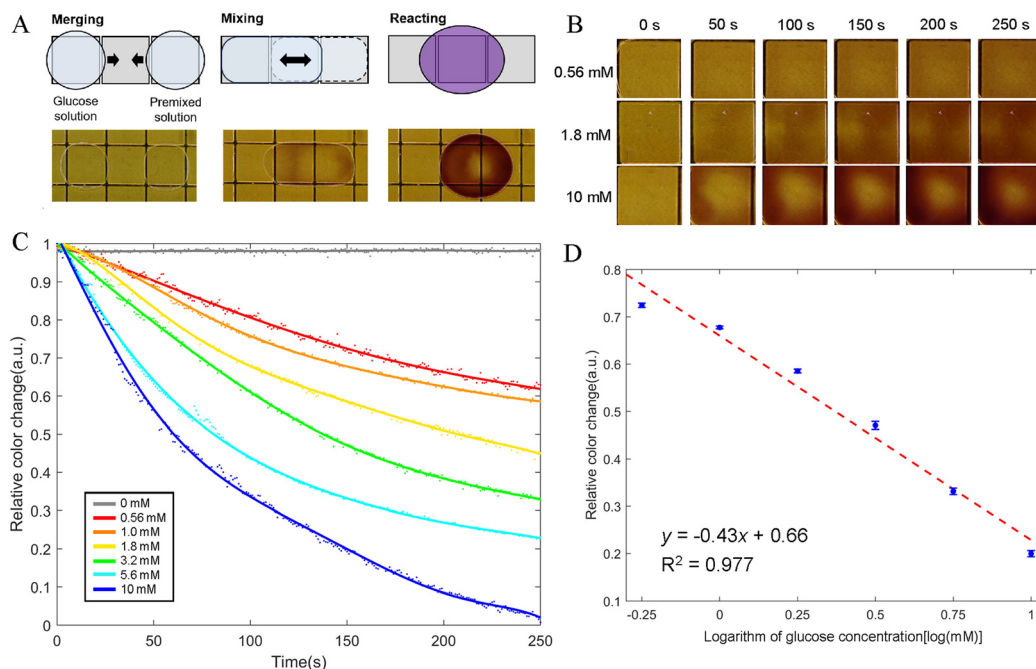 A
Merging
Mixing
Reacting
Glucose solution
Premixed solution
B
0 s 50 s 100 s 150 s 200 s 250 s
0.56 mM
1.8 mM
10 mM
C
1
0.9
0.8
0.7
0.6
0.5
0.4
0.3
0.2
0.1
0
Relative color change(a.u.)
0 mM
0.56 mM
1.0 mM
1.8 mM
3.2 mM
5.6 mM
10 mM
0 50 100 150 200 250
Time(s)
D
0.8
0.7
0.6
0.5
0.4
0.3
0.2
0.1
Relative color change(a.u.)
y = -0.43x + 0.66
R² = 0.977
-0.25 0 0.25 0.5 0.75 1
Logarithm of glucose concentration[log(mM)]